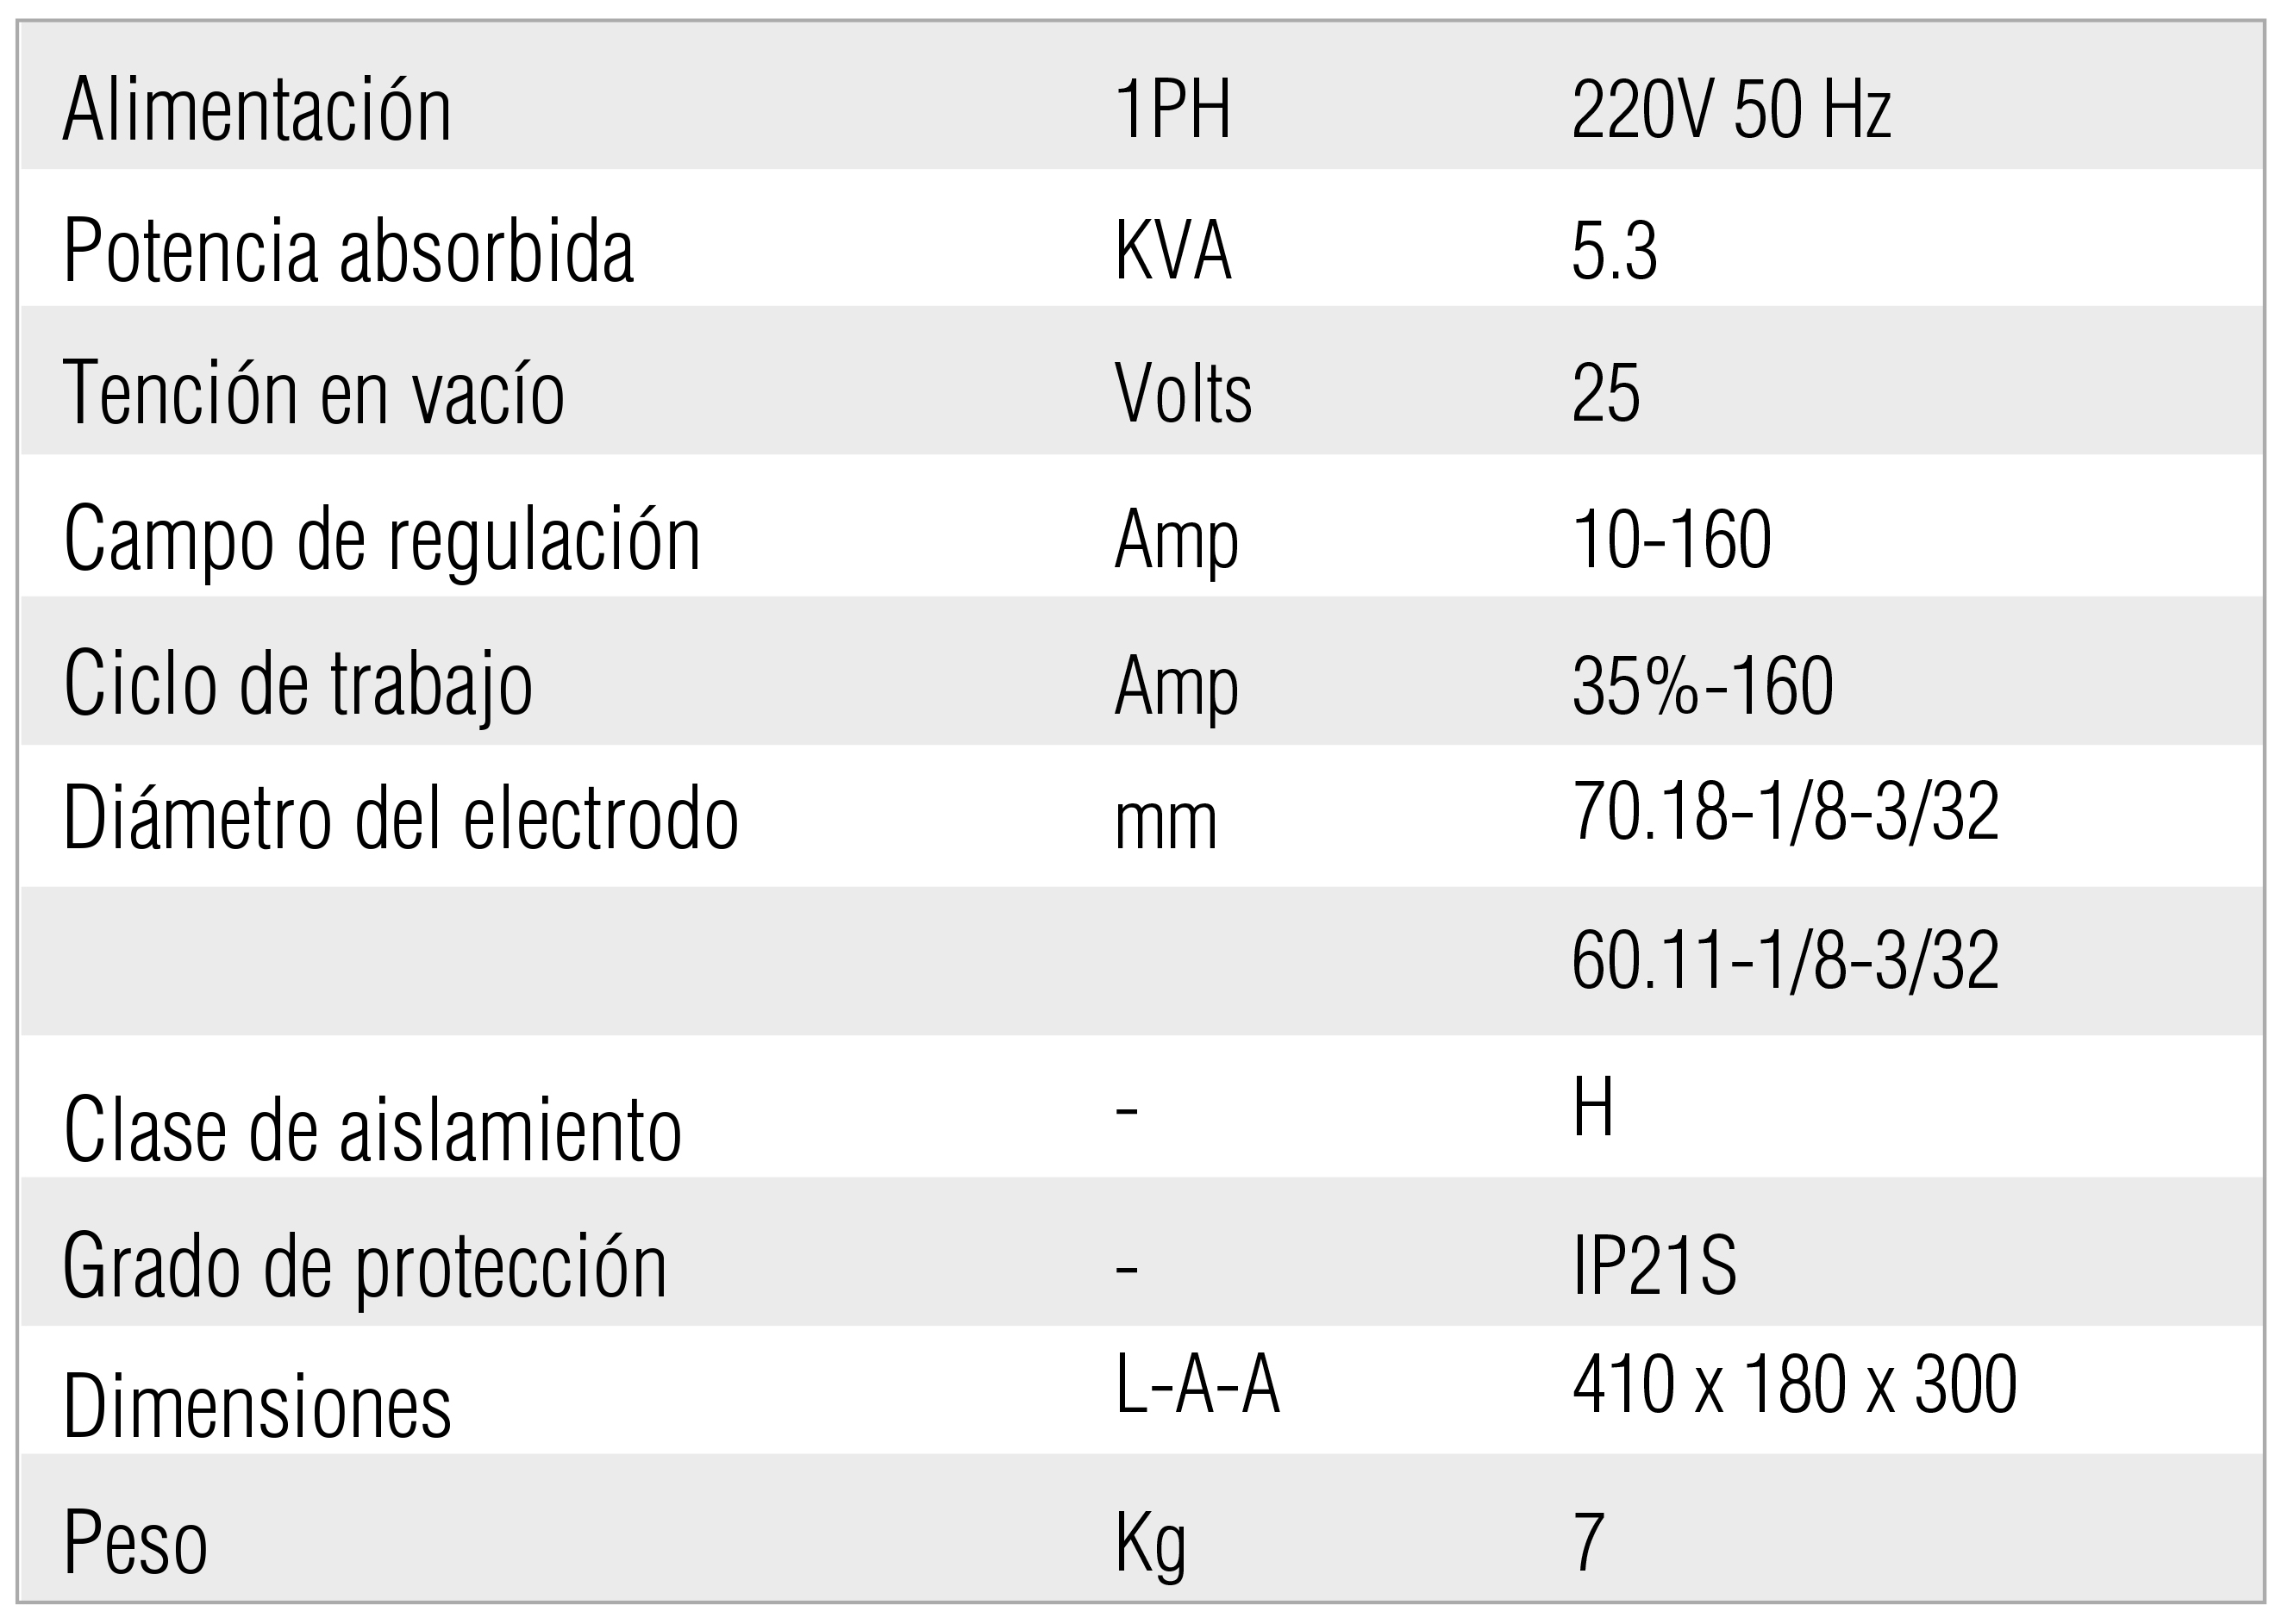 Alimentación 1PH 220V 50 Hz
Potencia absorbida KVA 5.3
Tención en vacío Volts 25
Campo de regulación Amp 10-160
Ciclo de trabajo Amp 35%-160
Diámetro del electrodo mm 70.18-1/8-3/32
60.11-1/8-3/32
Clase de aislamiento - H
Grado de protección - IP21S
Dimensiones L-A-A 410 x 180 x 300
Peso Kg 7